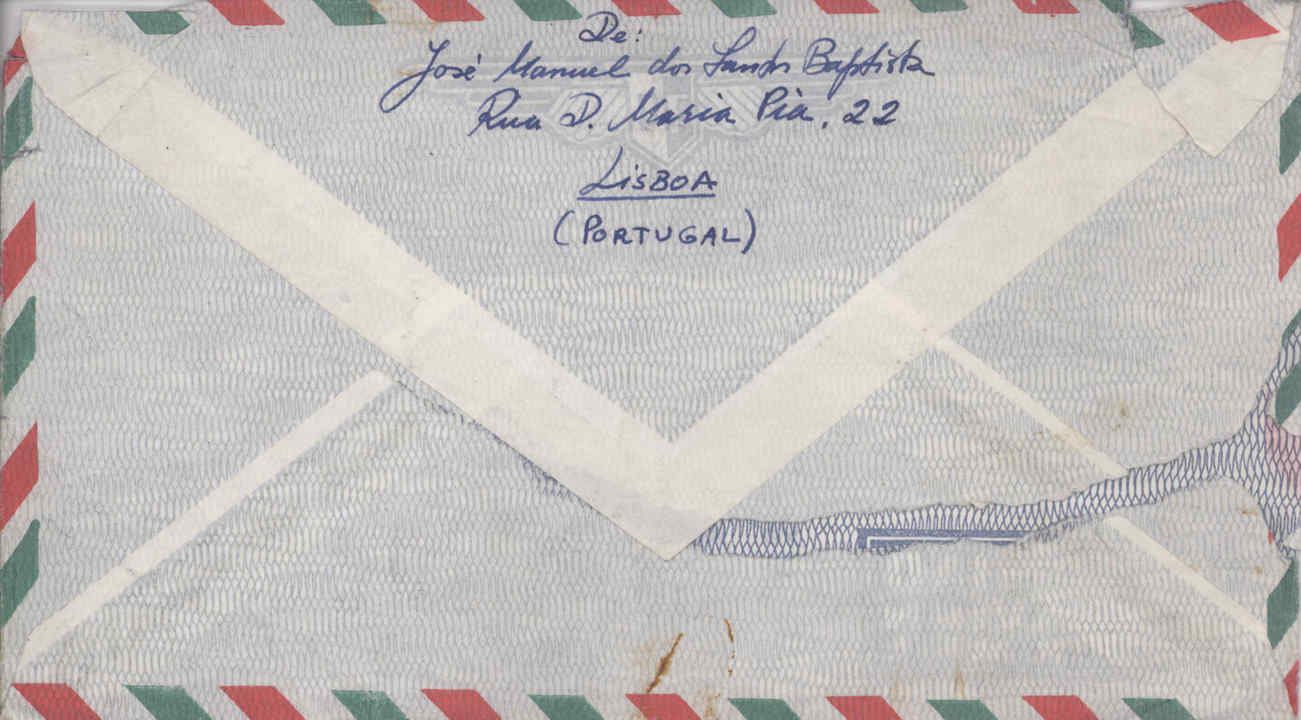 De:
José Manuel dos Santos Baptista
Rua D. Maria Pia, 22
LISBOA
(PORTUGAL)